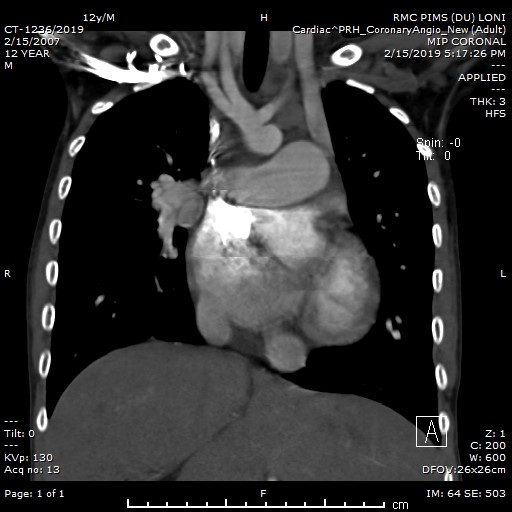 12y/M
H
RMC PIMS (DU) LONI
CT-1236/2019
Cardiac^PRH_CoronaryAngio_New (Adult)
2/15/2007
MIP CORONAL
12 YEAR
2/15/2019 5:17:26 PM
M
---
APPLIED
---
THK: 3
HFS
Spin: -0
Tilt: 0
R
L
---
Tilt: 0
---
KVp: 130
Acq no: 13
A
Z: 1
C: 200
W: 600
DFOV:26x26cm
Page: 1 of 1
F
IM: 64 SE: 503
cm